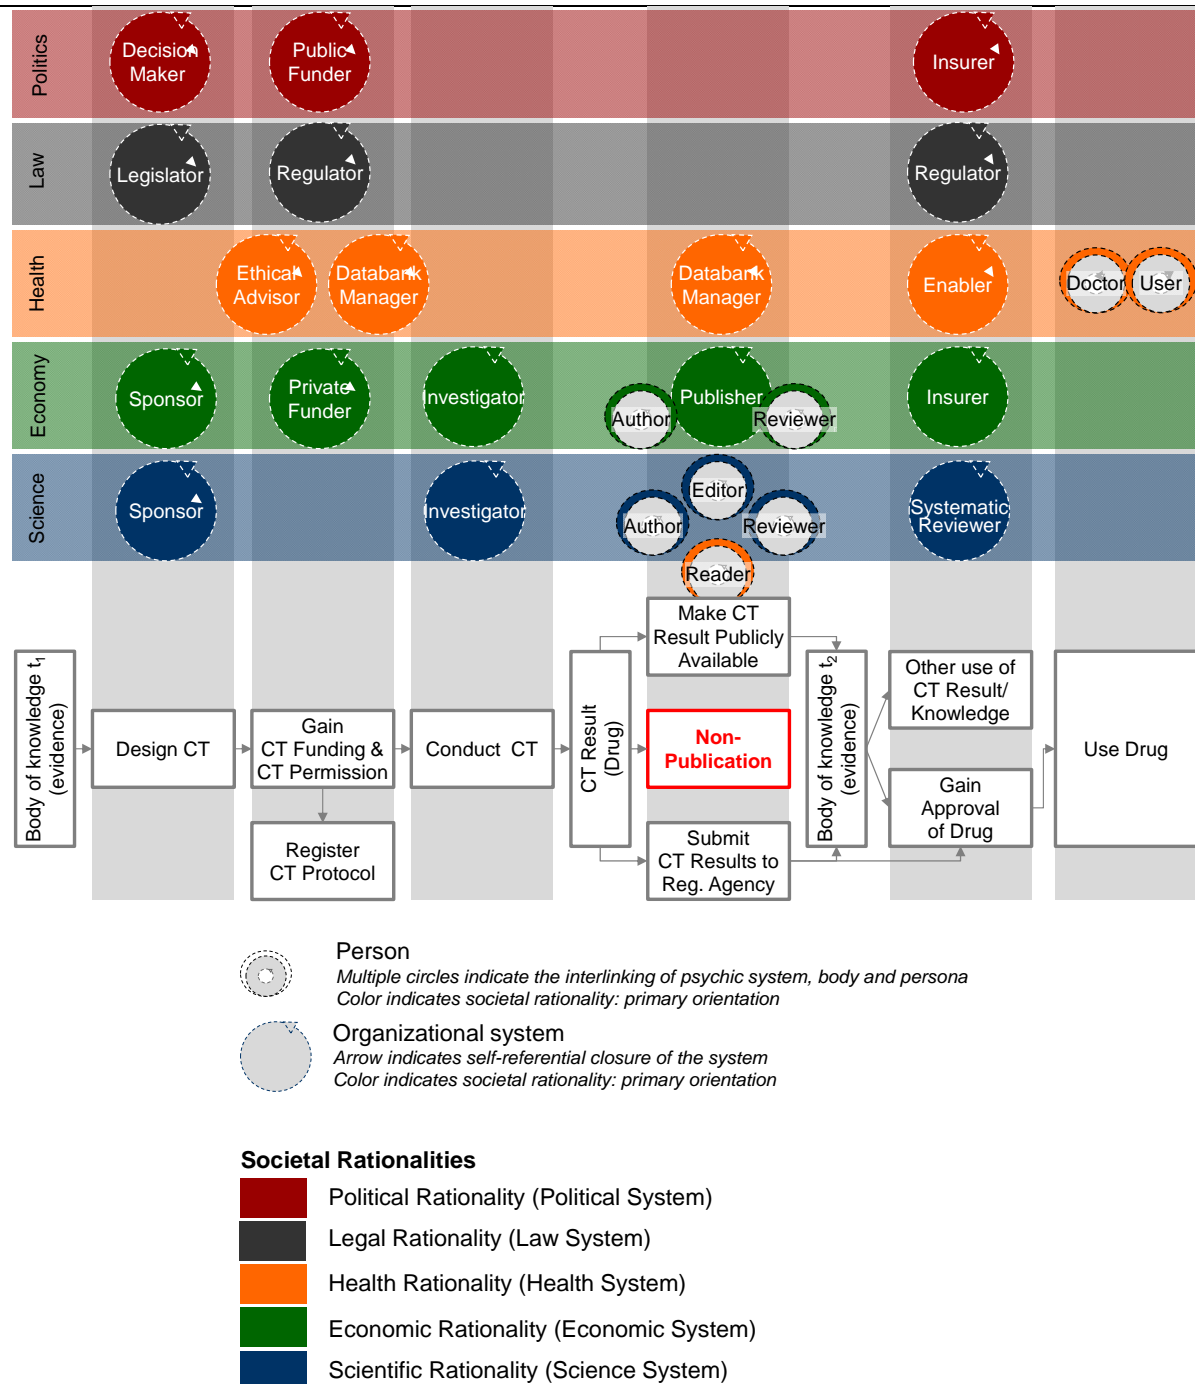 Politics
Decision
Maker
Public
Funder
Insurer
Law
Legislator
Regulator
Regulator
Health
Ethical
Advisor
Databank
Manager
Databank
Manager
Enabler
Doctor
User
Economy
Sponsor
Private
Funder
Investigator
Author
Publisher
Reviewer
Insurer
Science
Sponsor
Investigator
Editor
Author
Reviewer
Reader
Systematic
Reviewer
Body of knowledge t1
(evidence)
Design CT
Gain
CT Funding &
CT Permission
Register
CT Protocol
Conduct CT
CT Result
(Drug)
Make CT
Result Publicly
Available
Non-
Publication
Submit
CT Results to
Reg. Agency
Body of knowledge t2
(evidence)
Other use of
CT Result/
Knowledge
Gain
Approval
of Drug
Use Drug
Person
Multiple circles indicate the interlinking of psychic system, body and persona
Color indicates societal rationality: primary orientation
Organizational system
Arrow indicates self-referential closure of the system
Color indicates societal rationality: primary orientation
Societal Rationalities
Political Rationality (Political System)
Legal Rationality (Law System)
Health Rationality (Health System)
Economic Rationality (Economic System)
Scientific Rationality (Science System)